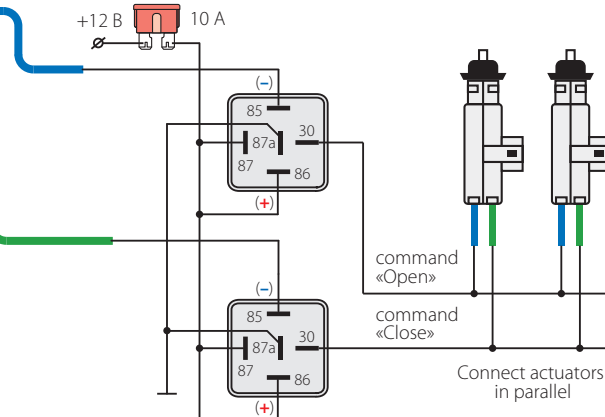 +12 В
10 A
(–)
85
30
87a
87
86
(+)
command
«Open»
(–)
85
command
«Close»
30
87a
87
86
(+)
Connect actuators
in parallel